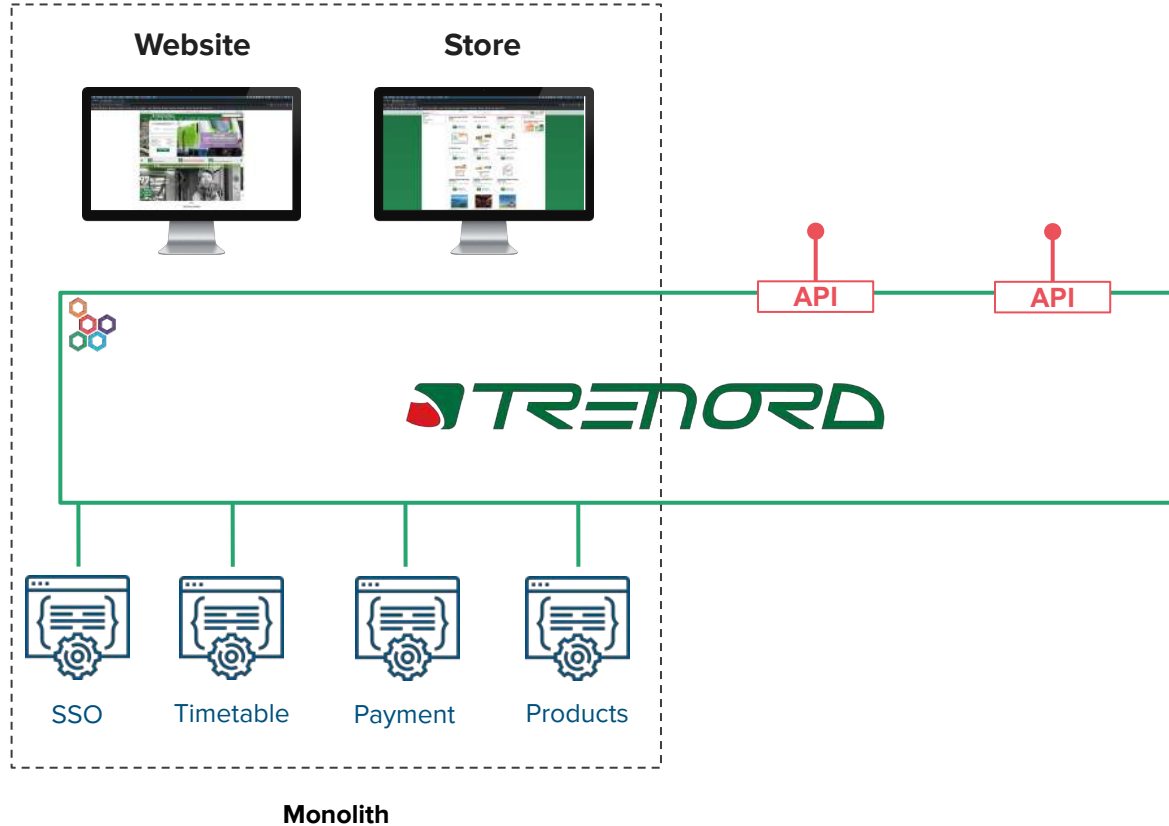 Website
Store
API
API
TRENORD
SSO
Timetable
Payment
Products
Monolith